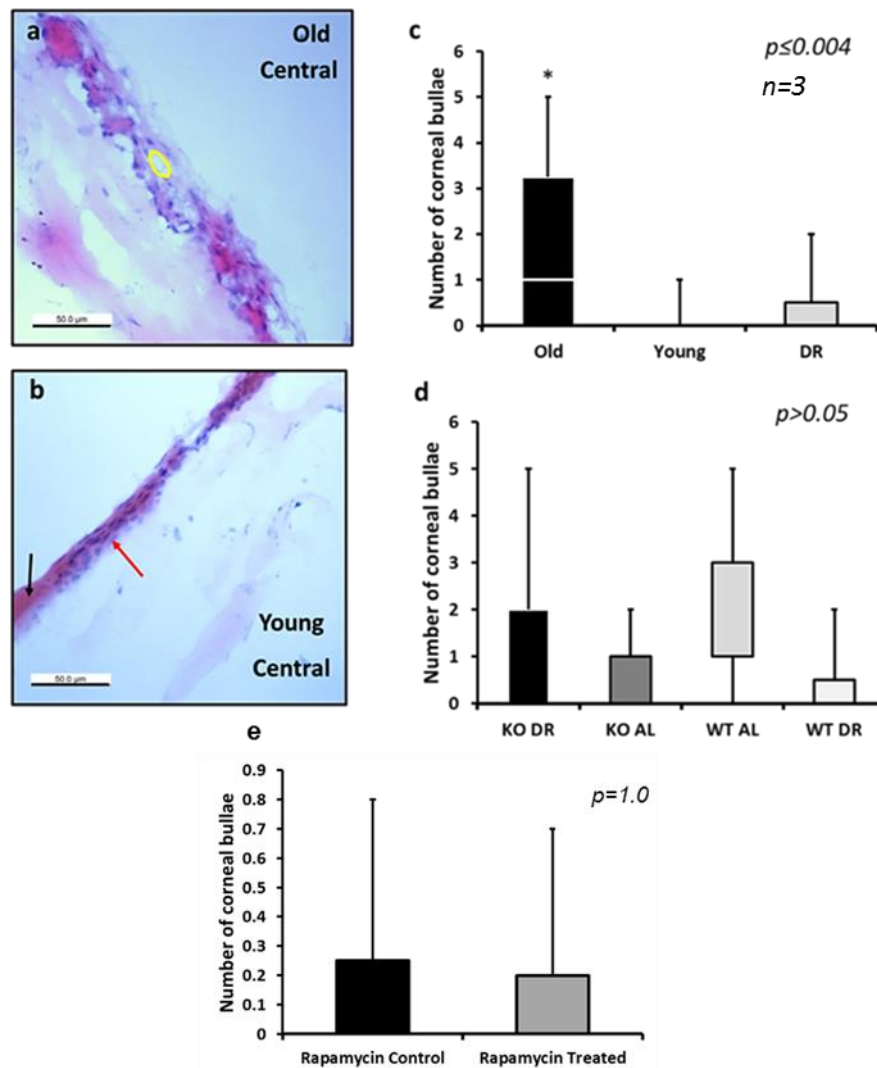 a
Old
Central
50.0 µm
b
Young
Central
50.0 µm
c
p≤0.004
n=3
Number of corneal bullae
6
5
4
3
2
1
0
*
Old Young DR
d
p>0.05
Number of corneal bullae
6
5
4
3
2
1
0
KO DR KO AL WT AL WT DR
e
p=1.0
Number of corneal bullae
0.9
0.8
0.7
0.6
0.5
0.4
0.3
0.2
0.1
0
Rapamycin Control Rapamycin Treated